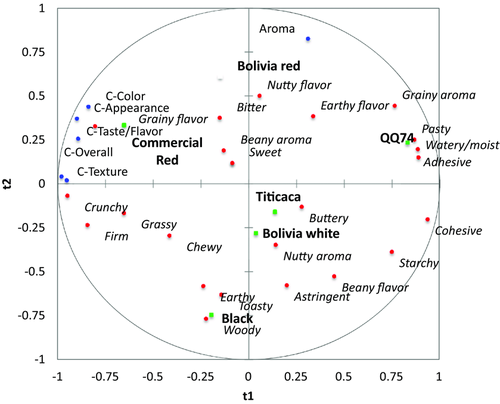 1
Aroma
Bolivia red
0.75
C-Color
Nutty flavor
Grainy aroma
C-Appearance
Bitter
0.5
Grainy flavor
Earthy flavor
C-Taste/Flavor
Commercial
Red
Beany aroma
QQ74
Pasty
0.25
C-Overall
Sweet
Watery/moist
Adhesive
C-Texture
t2
0
Crunchy
Titicaca
Buttery
Cohesive
-0.25
Firm
Grassy
Bolivia white
Chewy
Nutty aroma
Starchy
-0.5
Earthy
Beany flavor
Toasty
Astringent
Black
-0.75
Woody
-1
-1 -0.75 -0.5 -0.25 0 0.25 0.5 0.75 1
t1